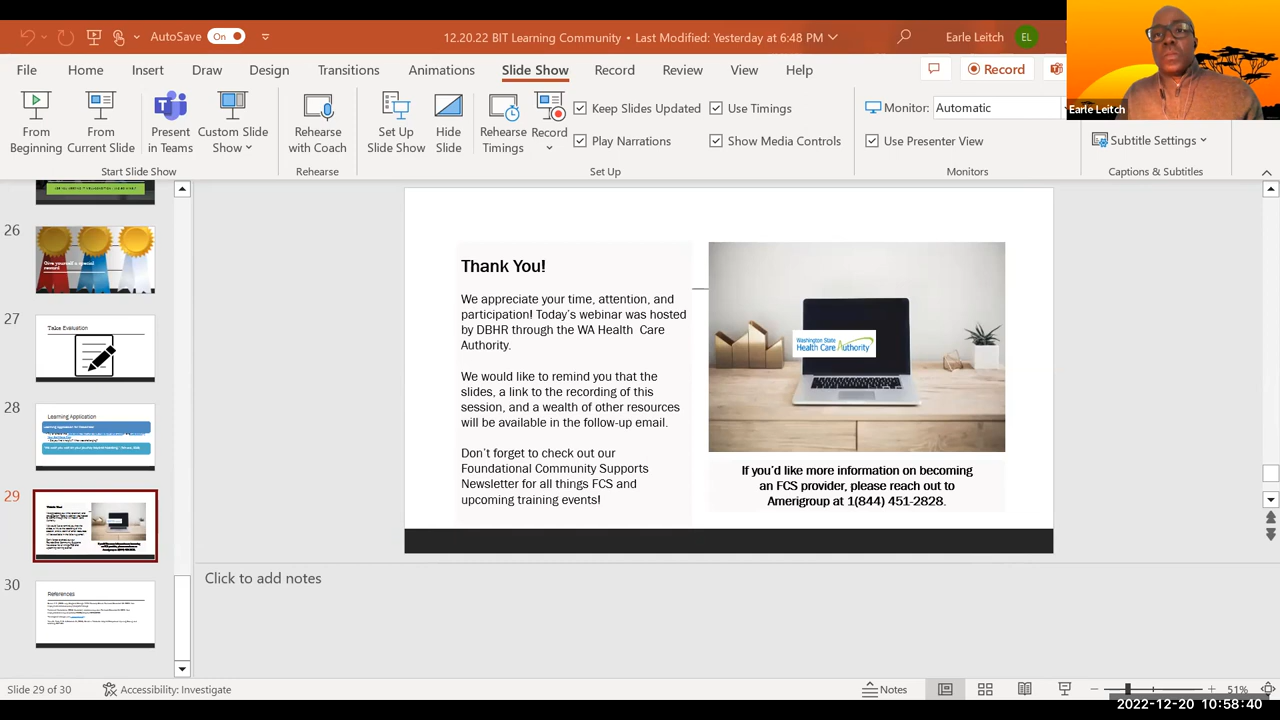 AutoSave
On
12.20.22 BIT Learning Community • Last Modified: Yesterday at 6:48 PM
Earle Leitch
EL
File
Home
Insert
Draw
Design
Transitions
Animations
Slide Show
Record
Review
View
Help
Record
From Beginning
From Current Slide
Present in Teams
Custom Slide Show
Rehearse with Coach
Set Up Slide Show
Hide Slide
Rehearse Timings
Record
Keep Slides Updated
Play Narrations
Use Timings
Show Media Controls
Monitor:
Automatic
Use Presenter View
Subtitle Settings
Start Slide Show
Rehearse
Set Up
Monitors
Captions & Subtitles
Earle Leitch
26
Give yourself a special
reward
27
Take Evaluation
28
Learning Application
29
30
References
Thank You!
We appreciate your time, attention, and
participation! Today's webinar was hosted
by DBHR through the WA Health Care
Authority.
We would like to remind you that the
slides, a link to the recording of this
session, and a wealth of other resources
will be available in the follow-up email.
Don't forget to check out our
Foundational Community Supports
Newsletter for all things FCS and
upcoming training events!
Washington State
Health Care Authority
If you'd like more information on becoming
an FCS provider, please reach out to
Amerigroup at 1(844) 451-2828.
Click to add notes
Slide 29 of 30
Accessibility: Investigate
Notes
51%
2022-12-20 10:58:40